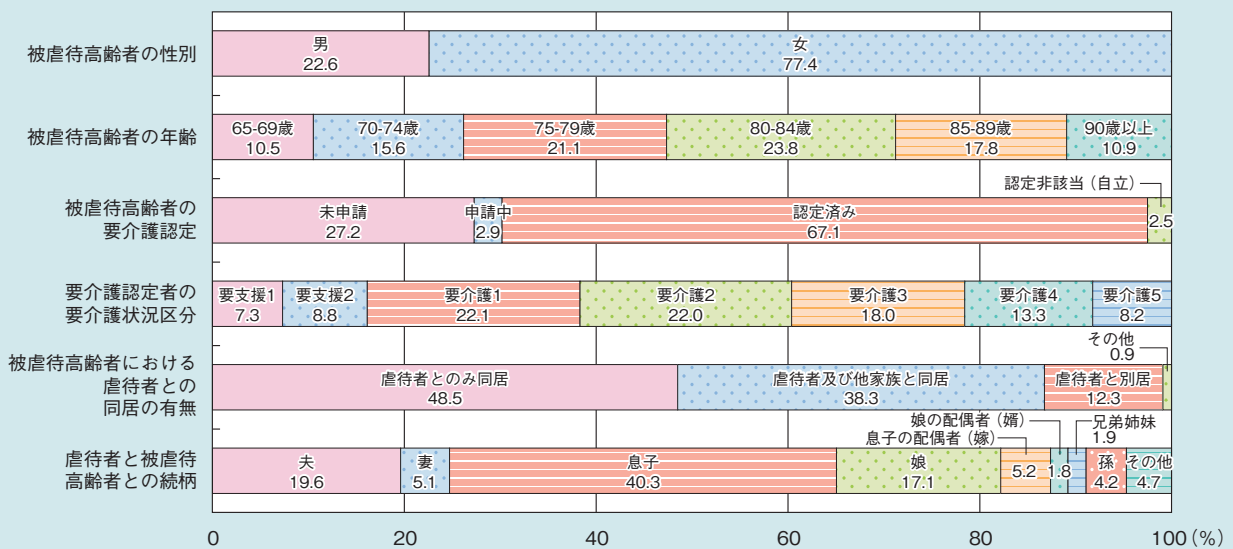 被虐待高齢者の性別
男
22.6
女
77.4
被虐待高齢者の年齢
65-69歳
10.5
70-74歳
15.6
75-79歳
21.1
80-84歳
23.8
85-89歳
17.8
90歳以上
10.9
被虐待高齢者の
要介護認定
未申請
27.2
申請中
2.9
認定済み
67.1
認定非該当（自立）
2.5
要介護認定者の
要介護状況区分
要支援1
7.3
要支援2
8.8
要介護1
22.1
要介護2
22.0
要介護3
18.0
要介護4
13.3
要介護5
8.2
被虐待高齢者における
虐待者との
同居の有無
虐待者とのみ同居
48.5
虐待者及び他家族と同居
38.3
虐待者と別居
12.3
その他
0.9
虐待者と被虐待
高齢者との続柄
夫
19.6
妻
5.1
息子
40.3
娘
17.1
息子の配偶者（嫁）
5.2
娘の配偶者（婿）
1.8
兄弟姉妹
1.9
孫
4.2
その他
4.7
0 20 40 60 80 100（%）